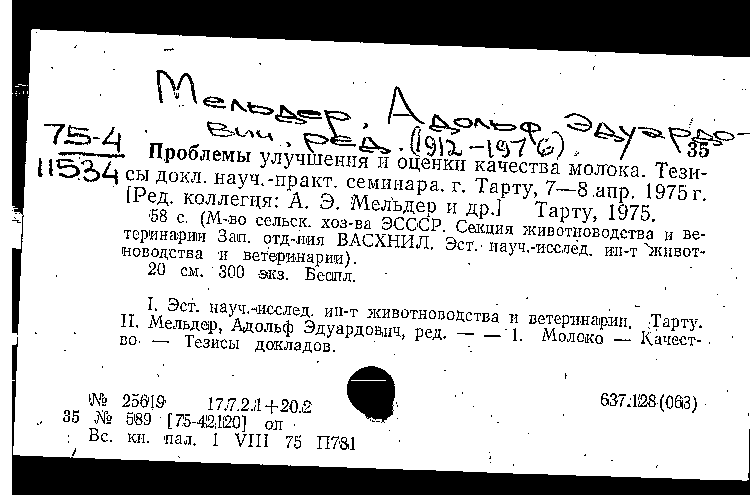 Мельдер, Адольф Эдуардо-
вич, ред. (1912-1976).
75-4
11534
35
Проблемы улучшения и оценки качества молока. Тези-
сы докл. науч.-практ. семинара. г. Тарту, 7—8 апр. 1975 г.
[Ред. коллегия: А. Э. Мельдер и др.] Тарту, 1975.
58 с. (М-во сельск. хоз-ва ЭСССР. Секция животноводства и ве-
теринарии Зап. отд-ния ВАСХНИЛ. Эст. науч.-исслед. ин-т живот-
новодства и ветеринарии).
20 см. 300 экз. Беспл.
I. Эст. науч.-исслед. ин-т животноводства и ветеринарии. Тарту.
II. Мельдер, Адольф Эдуардович, ред. — — 1. Молоко — Качест-
во — Тезисы докладов.
№ 25619 17.7.2.1+20.2 637.128(063)
35 № 589 [75-42120] оп
Вс. кн. пал. 1 VIII 75 П781